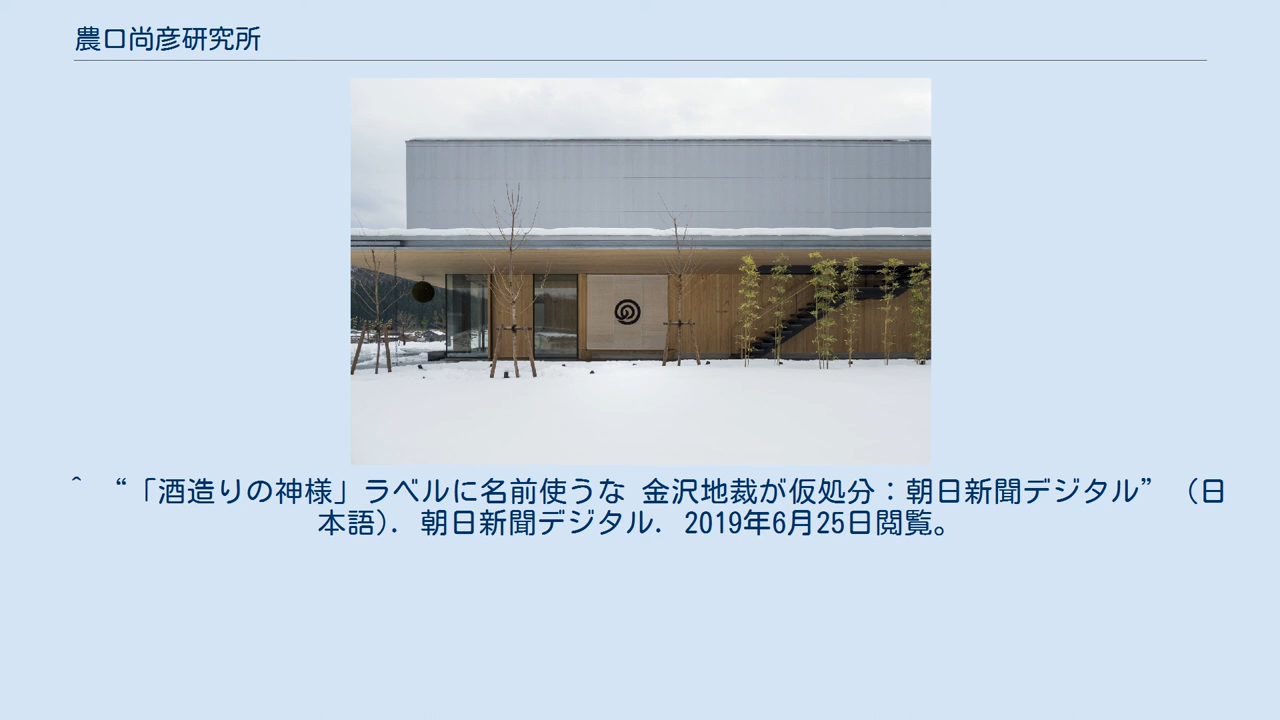 農口尚彦研究所
^ “「酒造りの神様」ラベルに名前使うな 金沢地裁が仮処分：朝日新聞デジタル” （日
本語）. 朝日新聞デジタル. 2019年6月25日閲覧。